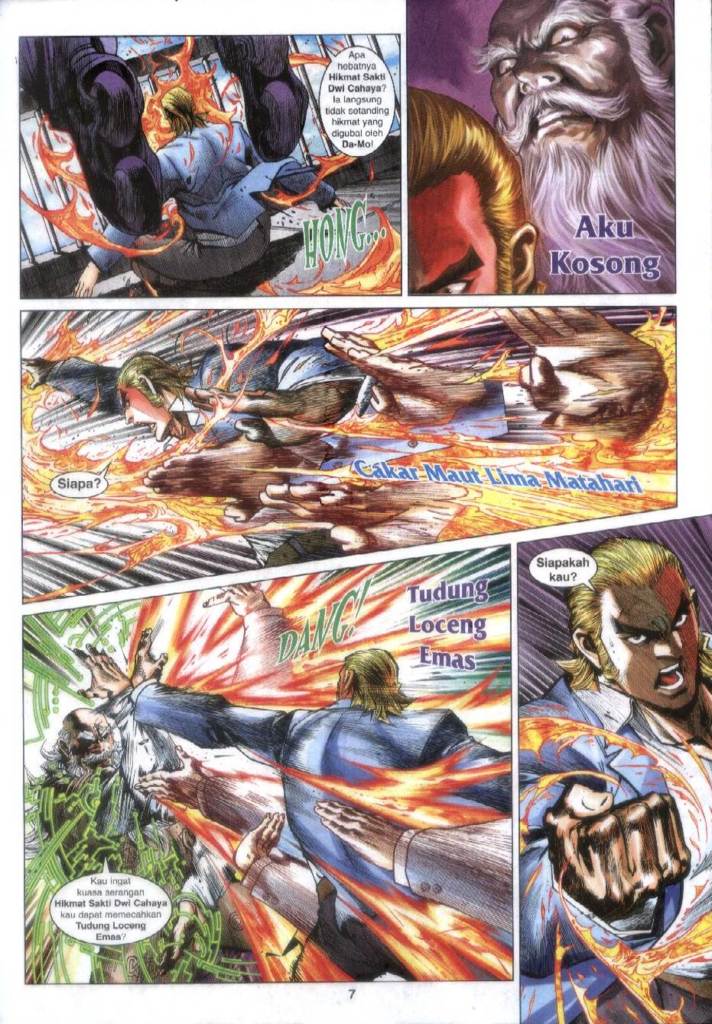 Apa
hebatnya
Hikmat Sakti
Dwi Cahaya?
Ia langsung
tidak setanding
hikmat yang
digubal oleh
Da-Mo!
HONG...
Aku
Kosong
Siapa?
Cakar Maut Lima Matahari
DANG!
Tudung
Loceng
Emas
Kau ingat
kuasa serangan
Hikmat Sakti Dwi Cahaya
kau dapat memecahkan
Tudung Loceng
Emas?
Siapakah
kau?
7